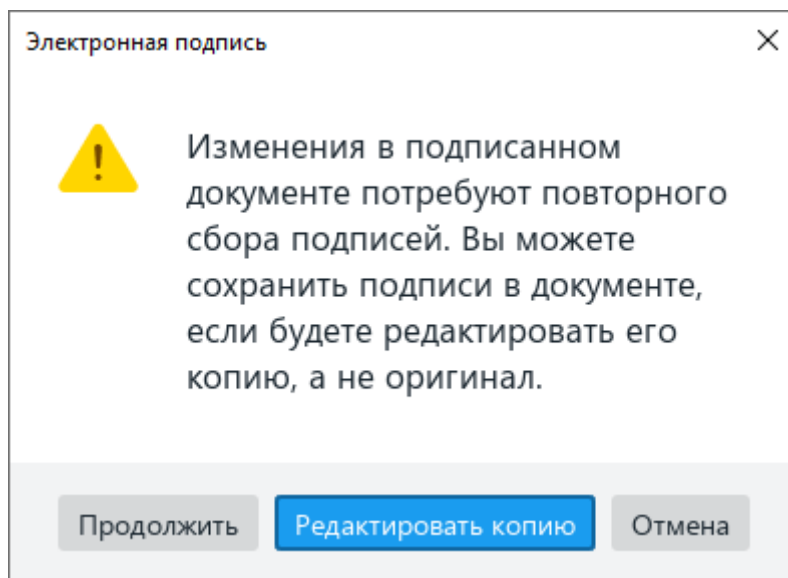 Электронная подпись
Изменения в подписанном
документе потребуют повторного
сбора подписей. Вы можете
сохранить подписи в документе,
если будете редактировать его
копию, а не оригинал.
Продолжить Редактировать копию Отмена